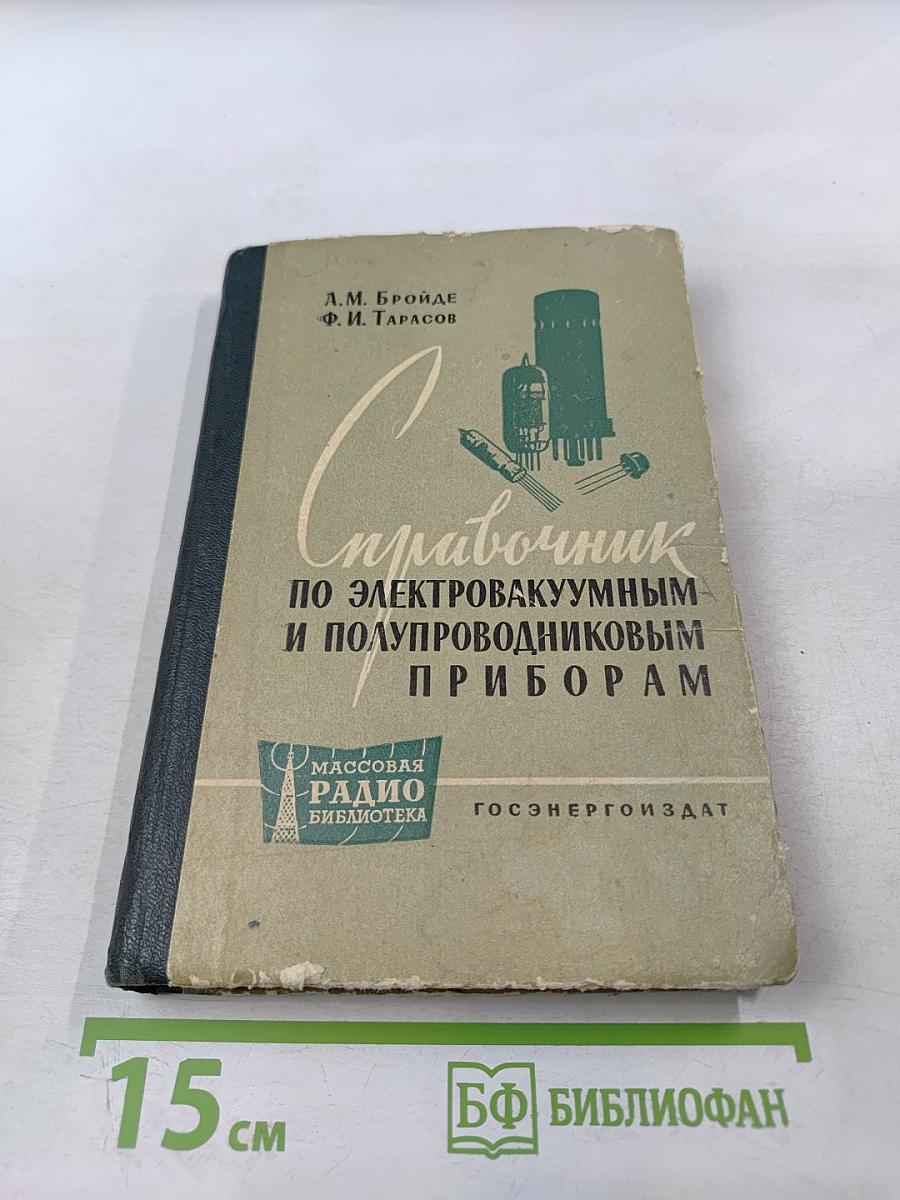 А.М. Бройде
Ф.И. Тарасов
Справочник
ПО ЭЛЕКТРОВАКУУМНЫМ
И ПОЛУПРОВОДНИКОВЫМ
ПРИБОРАМ
МАССОВАЯ
РАДИО
БИБЛИОТЕКА
ГОСЭНЕРГОИЗДАТ
15 см
БФ БИБЛИОФАН